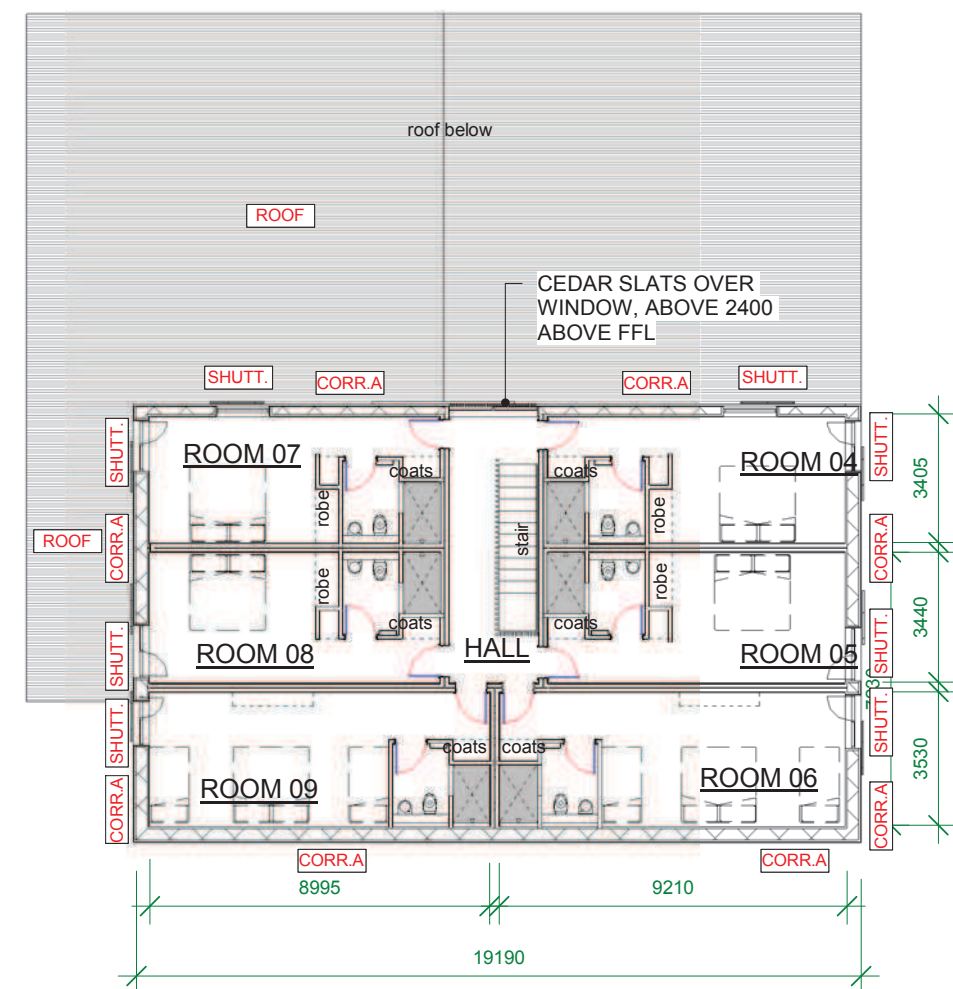 roof below
ROOF
CEDAR SLATS OVER
WINDOW, ABOVE 2400
ABOVE FFL
SHUTT.
CORR.A
CORR.A
SHUTT.
SHUTT.
ROOM 07
coats
coats
ROOM 04
SHUTT.
3405
robe
stair
robe
ROOF
CORR.A
CORR.A
robe
robe
3440
coats
coats
SHUTT.
ROOM 08
HALL
ROOM 05
SHUTT.
SHUTT.
coats
coats
SHUTT.
3530
ROOM 09
ROOM 06
CORR.A
CORR.A
CORR.A
CORR.A
8995
9210
19190